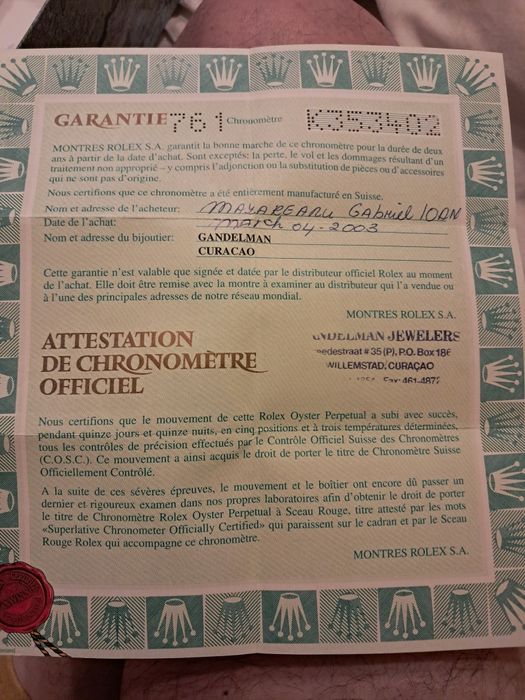 GARANTIE 761 Chronomètre K353402
MONTRES ROLEX S.A. garantit la bonne marche de ce chronomètre pour la durée de deux
ans à partir de la date d'achat. Sont exceptés: la perte, le vol et les dommages résultant d'un
traitement non approprié – y compris l'adjonction ou la substitution de pièces ou d'accessoires
qui ne sont pas d'origine.
Nous certifions que ce chronomètre a été entièrement manufacturé en Suisse.
Nom et adresse de l'acheteur: MAYAREANU Gabriel IOAN
Date de l'achat: March 04-2003
Nom et adresse du bijoutier: GANDELMAN
CURACAO
Cette garantie n'est valable que signée et datée par le distributeur officiel Rolex au moment
de l'achat. Elle doit être remise avec la montre à examiner au distributeur qui l'a vendue ou
à l'une des principales adresses de notre réseau mondial.
MONTRES ROLEX S.A.
ATTESTATION
DE CHRONOMÈTRE
OFFICIEL
NDELMAN JEWELERS
edestraat # 35 (P), P.O. Box 186
WILLEMSTAD, CURAÇAO
Fax: 461-487
Nous certifions que le mouvement de cette Rolex Oyster Perpetual a subi avec succès,
pendant quinze jours et quinze nuits, en cinq positions et à trois températures déterminées,
tous les contrôles de précision effectués par le Contrôle Officiel Suisse des Chronomètres
(C.O.S.C.). Ce mouvement a ainsi acquis le droit de porter le titre de Chronomètre Suisse
Officiellement Contrôlé.
A la suite de ces sévères épreuves, le mouvement et le boîtier ont encore dû passer un
dernier et rigoureux examen dans nos propres laboratoires afin d'obtenir le droit de porter
le titre de Chronomètre Rolex Oyster Perpetual à Sceau Rouge, titre attesté par les mots
«Superlative Chronometer Officially Certified» qui paraissent sur le cadran et par le Sceau
Rouge Rolex qui accompagne ce chronomètre.
MONTRES ROLEX S.A.